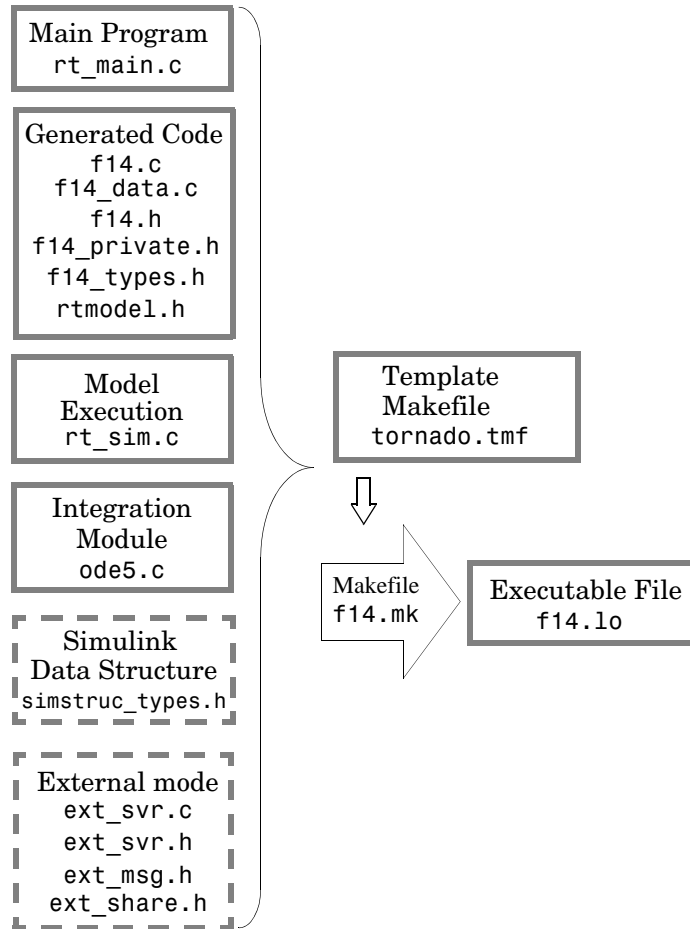 Main Program
rt_main.c
Generated Code
f14.c
f14_data.c
f14.h
f14_private.h
f14_types.h
rtmodel.h
Model
Execution
rt_sim.c
Integration
Module
ode5.c
Simulink
Data Structure
simstruc_types.h
External mode
ext_svr.c
ext_svr.h
ext_msg.h
ext_share.h
Template
Makefile
tornado.tmf
Makefile
f14.mk
Executable File
f14.lo